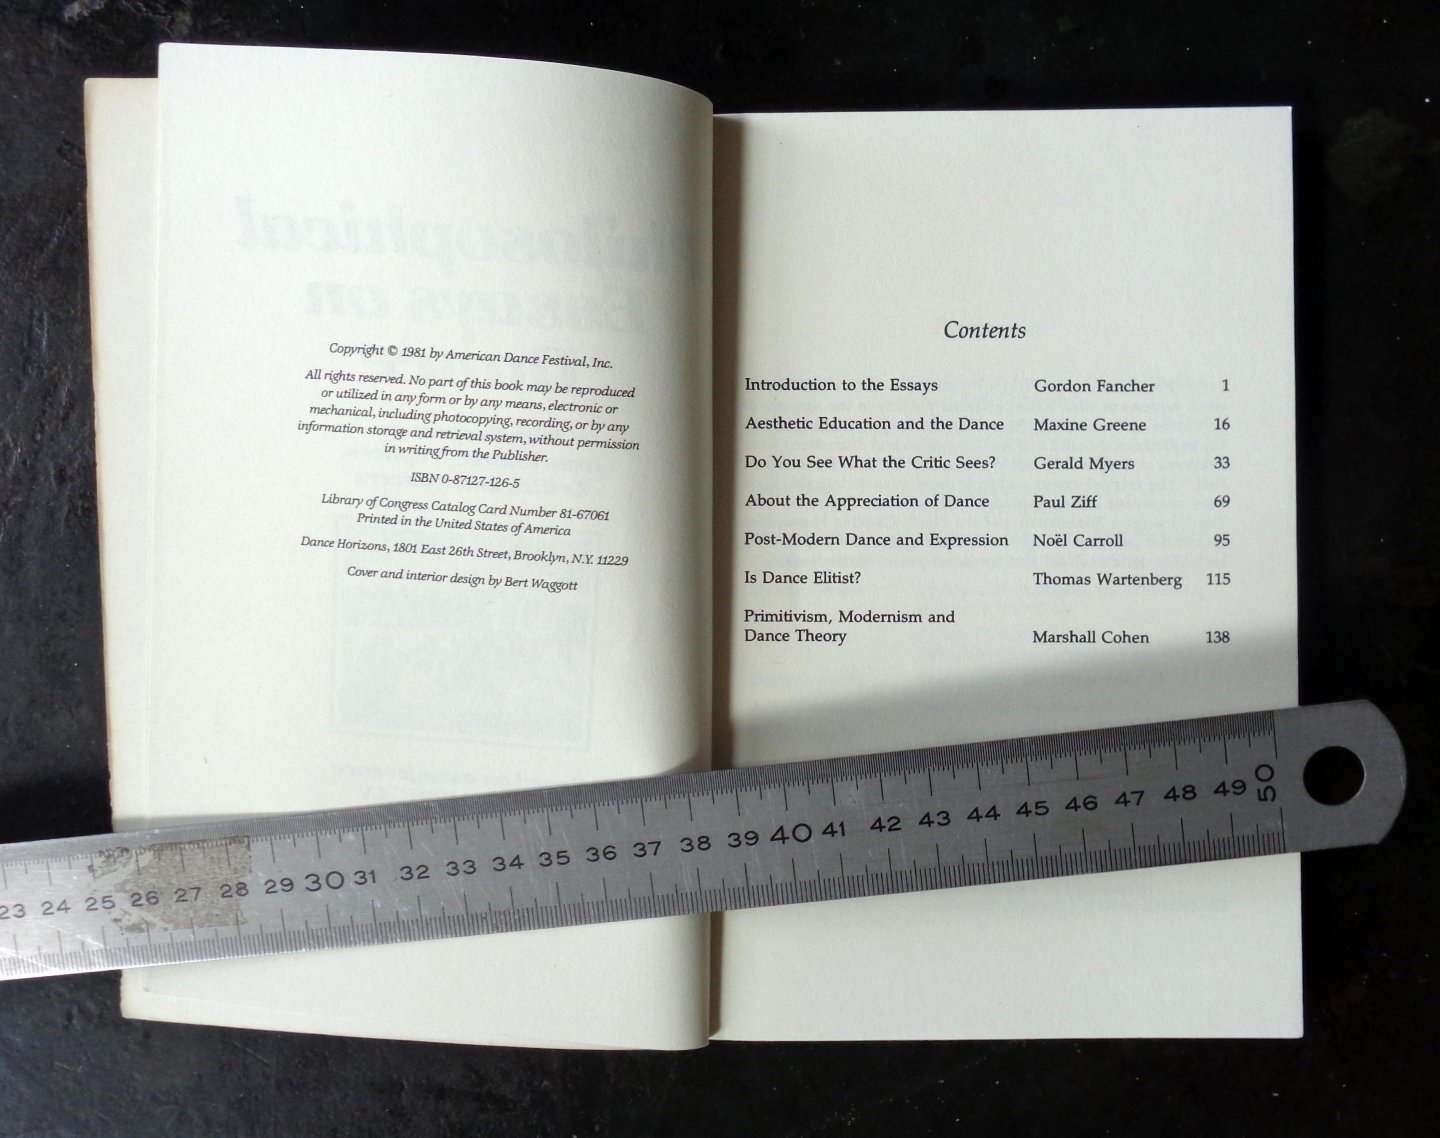 Copyright © 1981 by American Dance Festival, Inc.
All rights reserved. No part of this book may be reproduced
or utilized in any form or by any means, electronic or
mechanical, including photocopying, recording, or by any
information storage and retrieval system, without permission
in writing from the Publisher.
ISBN 0-87127-126-5
Library of Congress Catalog Card Number 81-67061
Printed in the United States of America
Dance Horizons, 1801 East 26th Street, Brooklyn, N.Y. 11229
Cover and interior design by Bert Waggott
Contents
Introduction to the Essays Gordon Fancher 1
Aesthetic Education and the Dance Maxine Greene 16
Do You See What the Critic Sees? Gerald Myers 33
About the Appreciation of Dance Paul Ziff 69
Post-Modern Dance and Expression Noël Carroll 95
Is Dance Elitist? Thomas Wartenberg 115
Primitivism, Modernism and
Dance Theory Marshall Cohen 138
23 24 25 26 27 28 29 30 31 32 33 34 35 36 37 38 39 40 41 42 43 44 45 46 47 48 49 50
Philosophical
Essays on